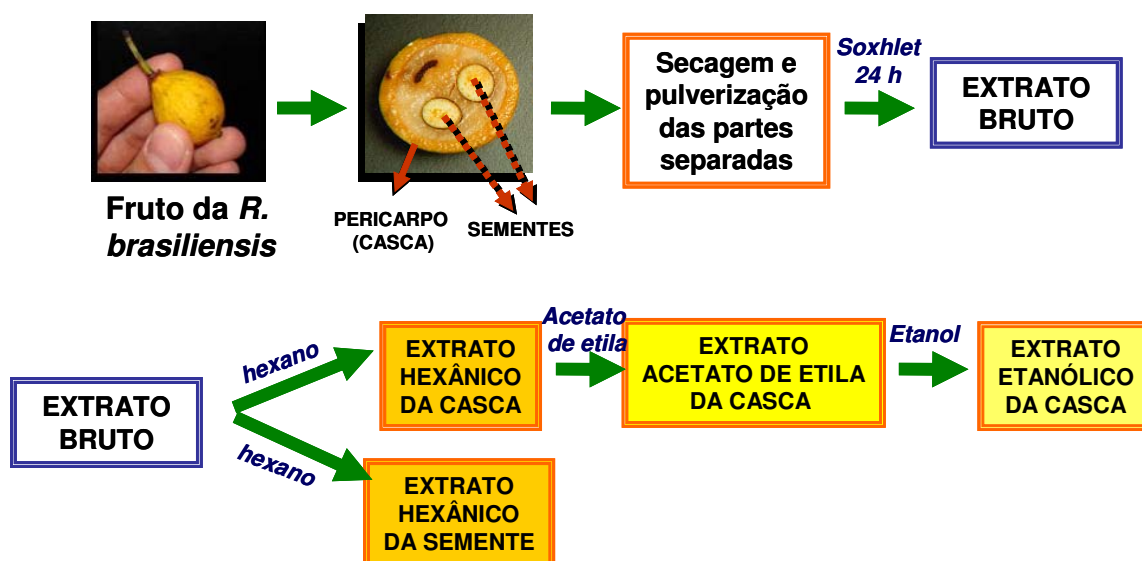 Fruto da R.
brasiliensis
PERICARPO
(CASCA)
SEMENTES
Secagem e
pulverização
das partes
separadas
Soxhlet
24 h
EXTRATO
BRUTO
EXTRATO
BRUTO
hexano
hexano
EXTRATO
HEXÂNICO
DA CASCA
EXTRATO
HEXÂNICO
DA SEMENTE
Acetato
de etila
EXTRATO
ACETATO DE ETILA
DA CASCA
Etanol
EXTRATO
ETANÓLICO
DA CASCA